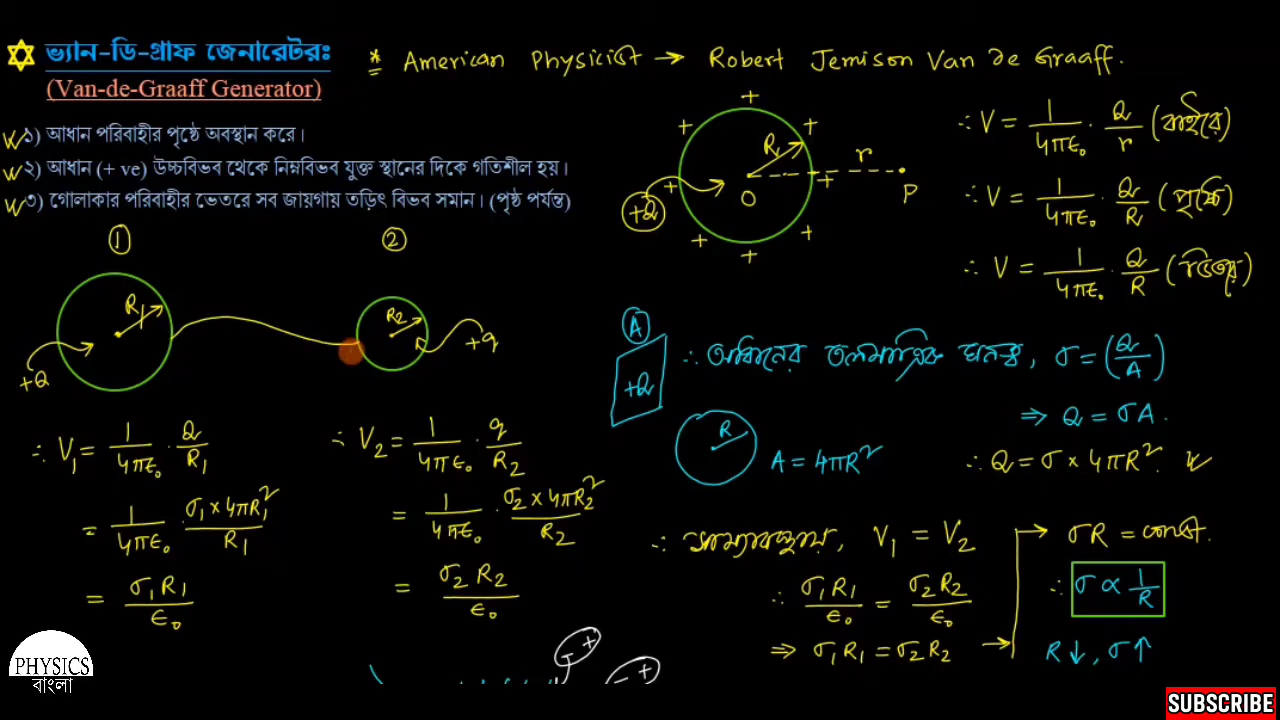 ভ্যান-ডি-গ্রাফ জেনারেটরঃ
(Van-de-Graaff Generator)
* American Physicist → Robert Jemison Van de Graaff.
১) আধান পরিবাহীর পৃষ্ঠে অবস্থান করে।
২) আধান (+ ve) উচ্চবিভব থেকে নিম্নবিভব যুক্ত স্থানের দিকে গতিশীল হয়।
৩) গোলাকার পরিবাহীর ভেতরে সব জায়গায় তড়িৎ বিভব সমান। (পৃষ্ঠ পর্যন্ত)
+ + + + + + + +
R r
O P
+Q
∴ V = 1/4πε₀ · Q/r (বাইরে)
∴ V = 1/4πε₀ · Q/R (পৃষ্ঠে)
∴ V = 1/4πε₀ · Q/R (ভিতরে)
① ②
R₁ R₂
+Q +q
∴ V₁ = 1/4πε₀ · Q/R₁
= 1/4πε₀ · σ₁ × 4πR₁²/R₁
= σ₁R₁/ε₀
∴ V₂ = 1/4πε₀ · q/R₂
= 1/4πε₀ · σ₂ × 4πR₂²/R₂
= σ₂R₂/ε₀
A
+Q
∴ আধানের তলমাত্রিক ঘনত্ব, σ = (Q/A)
⇒ Q = σA.
R
A = 4πR²
∴ Q = σ × 4πR².
∴ সাম্যাবস্থায়, V₁ = V₂
∴ σ₁R₁/ε₀ = σ₂R₂/ε₀
⇒ σ₁R₁ = σ₂R₂
→ σR = const.
∴ σ ∝ 1/R
R↓, σ↑
- +
- +
PHYSICS
বাংলা
SUBSCRIBE